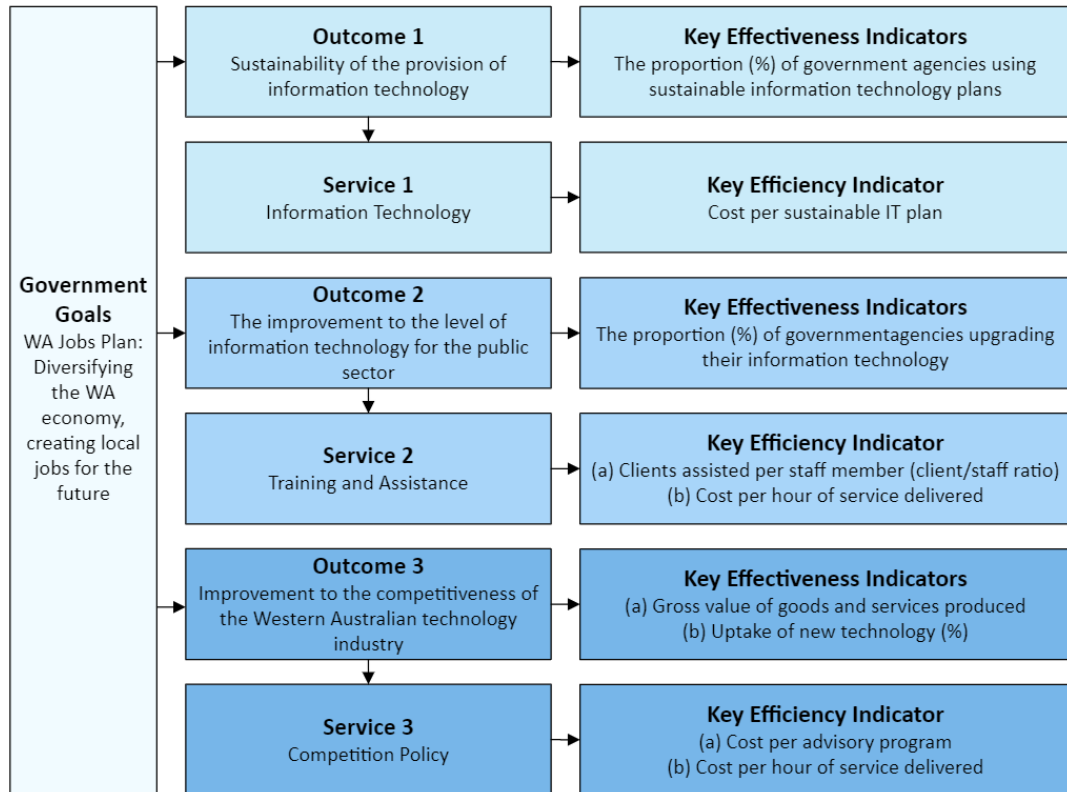 Government
Goals
WA Jobs Plan:
Diversifying
the WA
economy,
creating local
jobs for the
future
Outcome 1
Sustainability of the provision of
information technology
Key Effectiveness Indicators
The proportion (%) of government agencies using
sustainable information technology plans
Service 1
Information Technology
Key Efficiency Indicator
Cost per sustainable IT plan
Outcome 2
The improvement to the level of
information technology for the public
sector
Key Effectiveness Indicators
The proportion (%) of governmentagencies upgrading
their information technology
Service 2
Training and Assistance
Key Efficiency Indicator
(a) Clients assisted per staff member (client/staff ratio)
(b) Cost per hour of service delivered
Outcome 3
Improvement to the competitiveness of
the Western Australian technology
industry
Key Effectiveness Indicators
(a) Gross value of goods and services produced
(b) Uptake of new technology (%)
Service 3
Competition Policy
Key Efficiency Indicator
(a) Cost per advisory program
(b) Cost per hour of service delivered